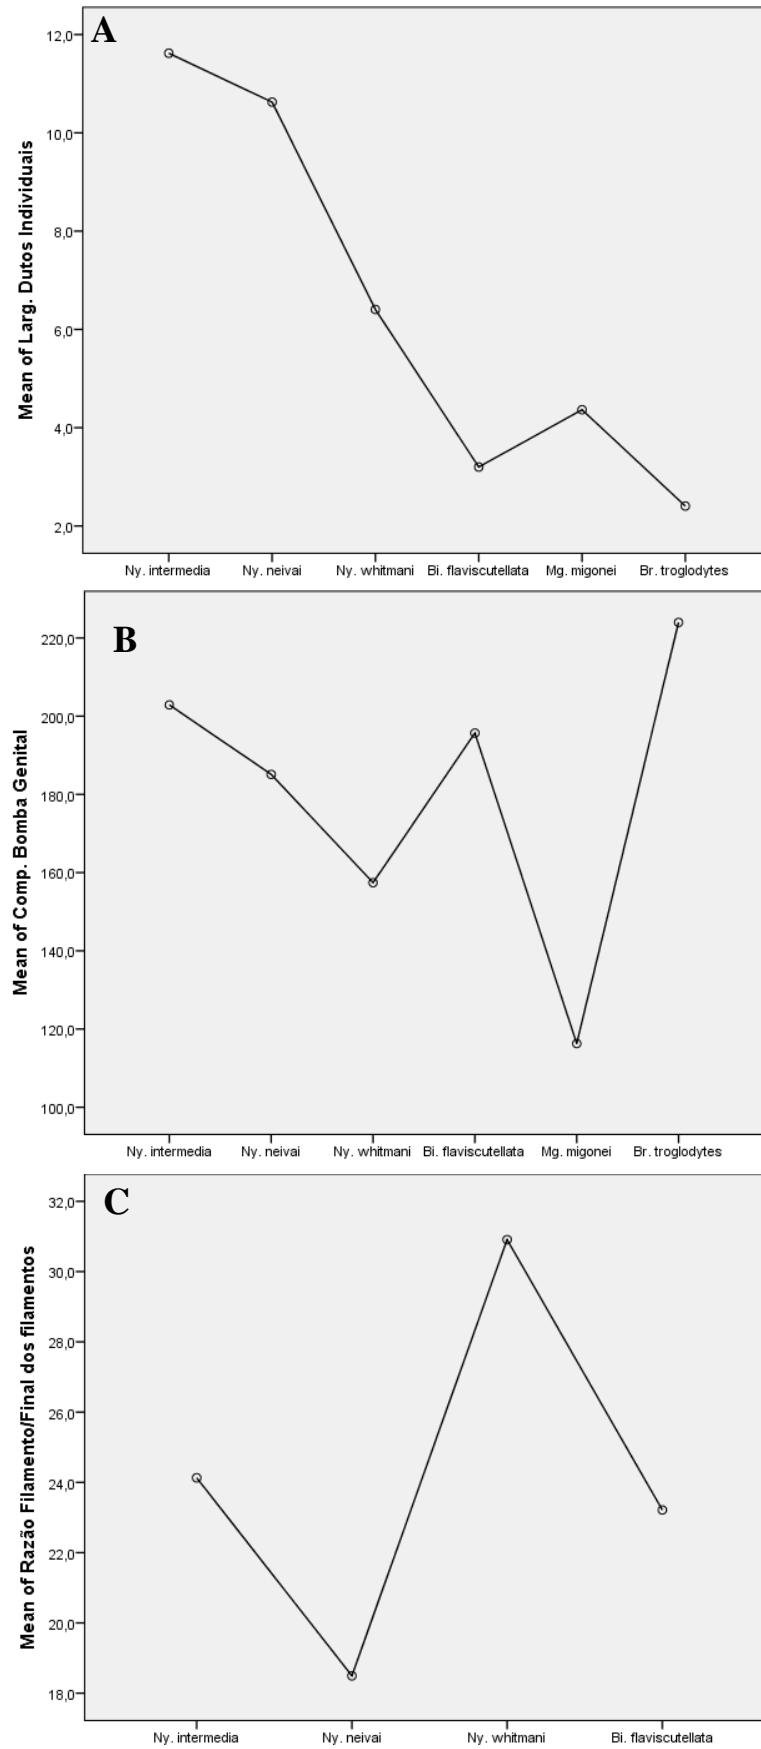 A
Mean of Larg. Dutos Individuais
12,0
10,0
8,0
6,0
4,0
2,0
Ny. intermedia Ny. neivai Ny. whitmani Bi. flaviscutellata Mg. migonei Br. troglodytes
B
Mean of Comp. Bomba Genital
220,0
200,0
180,0
160,0
140,0
120,0
100,0
Ny. intermedia Ny. neivai Ny. whitmani Bi. flaviscutellata Mg. migonei Br. troglodytes
C
Mean of Razão Filamento/Final dos filamentos
32,0
30,0
28,0
26,0
24,0
22,0
20,0
18,0
Ny. intermedia Ny. neivai Ny. whitmani Bi. flaviscutellata